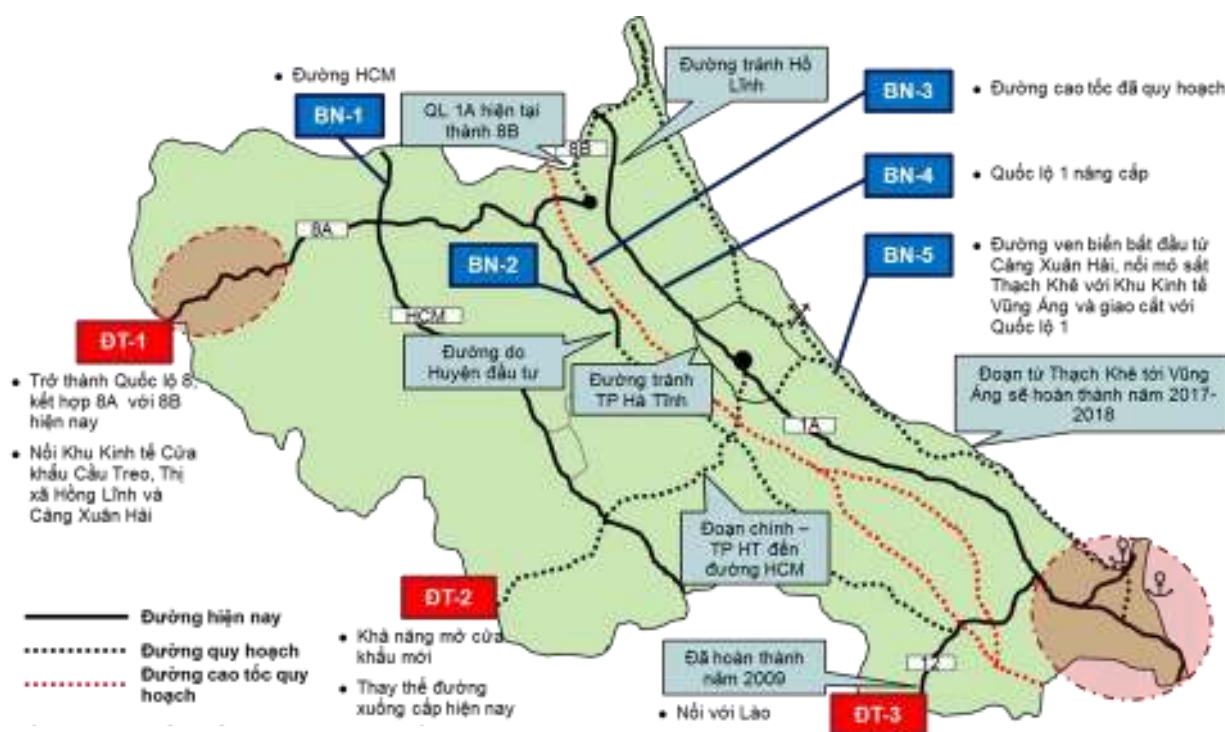 • Đường HCM
BN-1
QL 1A hiện tại
thành 8B
Đường tránh Hồ
Lĩnh
BN-3
• Đường cao tốc đã quy hoạch
8B
BN-4
• Quốc lộ 1 nâng cấp
8A
BN-2
BN-5
• Đường ven biển bắt đầu từ
Cảng Xuân Hải, nối mỏ sắt
Thạch Khê với Khu Kinh tế
Vũng Áng và giao cắt với
Quốc lộ 1
HCM
ĐT-1
• Trở thành Quốc lộ 8,
kết hợp 8A với 8B
hiện nay
• Nối Khu Kinh tế Cửa
khẩu Cầu Treo, Thị
xã Hồng Lĩnh và
Cảng Xuân Hải
Đường do
Huyện đầu tư
Đường tránh
TP Hà Tĩnh
Đoạn từ Thạch Khê tới Vũng
Áng sẽ hoàn thành năm 2017-
2018
1A
Đoạn chính –
TP HT đến
đường HCM
ĐT-2
• Khả năng mở cửa
khẩu mới
• Thay thế đường
xuống cấp hiện nay
Đường hiện nay
Đường quy hoạch
Đường cao tốc quy
hoạch
Đã hoàn thành
năm 2009
12
• Nối với Lào
ĐT-3